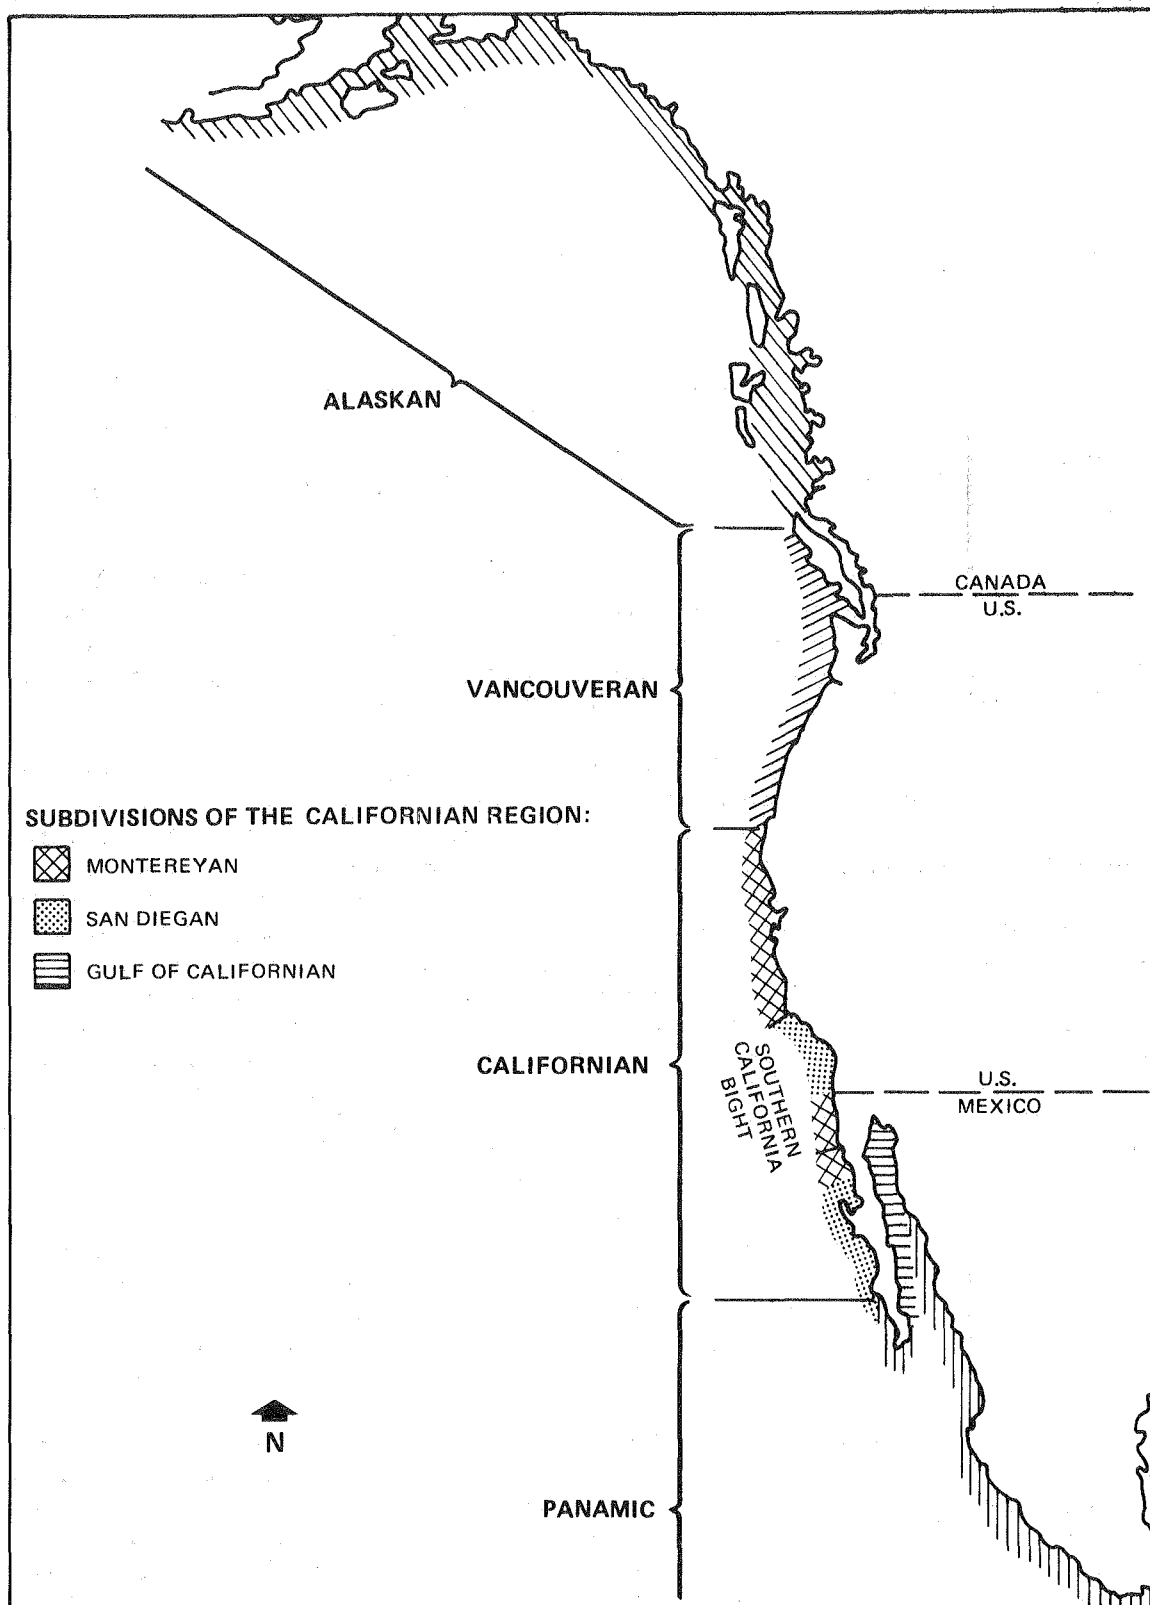 ALASKAN
CANADA
U.S.
VANCOUVERAN
SUBDIVISIONS OF THE CALIFORNIAN REGION:
MONTEREYAN
SAN DIEGAN
GULF OF CALIFORNIAN
CALIFORNIAN
SOUTHERN
CALIFORNIA
BIGHT
U.S.
MEXICO
N
PANAMIC